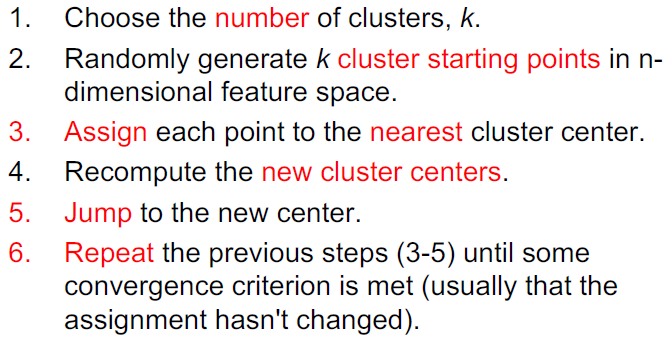 1. Choose the number of clusters, k.
2. Randomly generate k cluster starting points in n-
dimensional feature space.
3. Assign each point to the nearest cluster center.
4. Recompute the new cluster centers.
5. Jump to the new center.
6. Repeat the previous steps (3-5) until some
convergence criterion is met (usually that the
assignment hasn't changed).